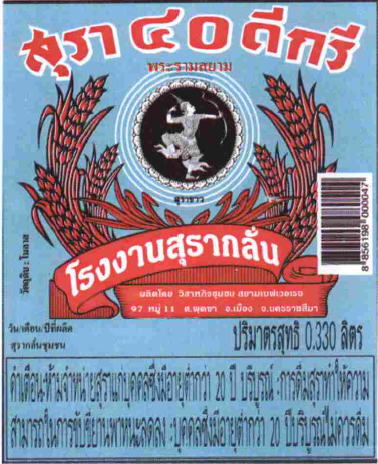 สุรา ๔๐ ดีกรี
พระรามสยาม
สุราขาว
วัตถุดิบ : โมลาส
8 856198 000047
โรงงานสุรากลั่น
ผลิตโดย วิสาหกิจชุมชน สยามเบฟเวอเรจ
97 หมู่ 11 ต.พุดซา อ.เมือง จ.นครราชสีมา
วัน/เดือน/ปีที่ผลิต
สุรากลั่นชุมชน
ปริมาตรสุทธิ 0.330 ลิตร
คำเตือน :ห้ามจำหน่ายสุราแก่บุคคลซึ่งมีอายุต่ำกว่า 20 ปี บริบูรณ์ :การดื่มสุราทำให้ความ
สามารถในการขับขี่ยานพาหนะลดลง :บุคคลซึ่งมีอายุต่ำกว่า 20 ปีบริบูรณ์ไม่ควรดื่ม